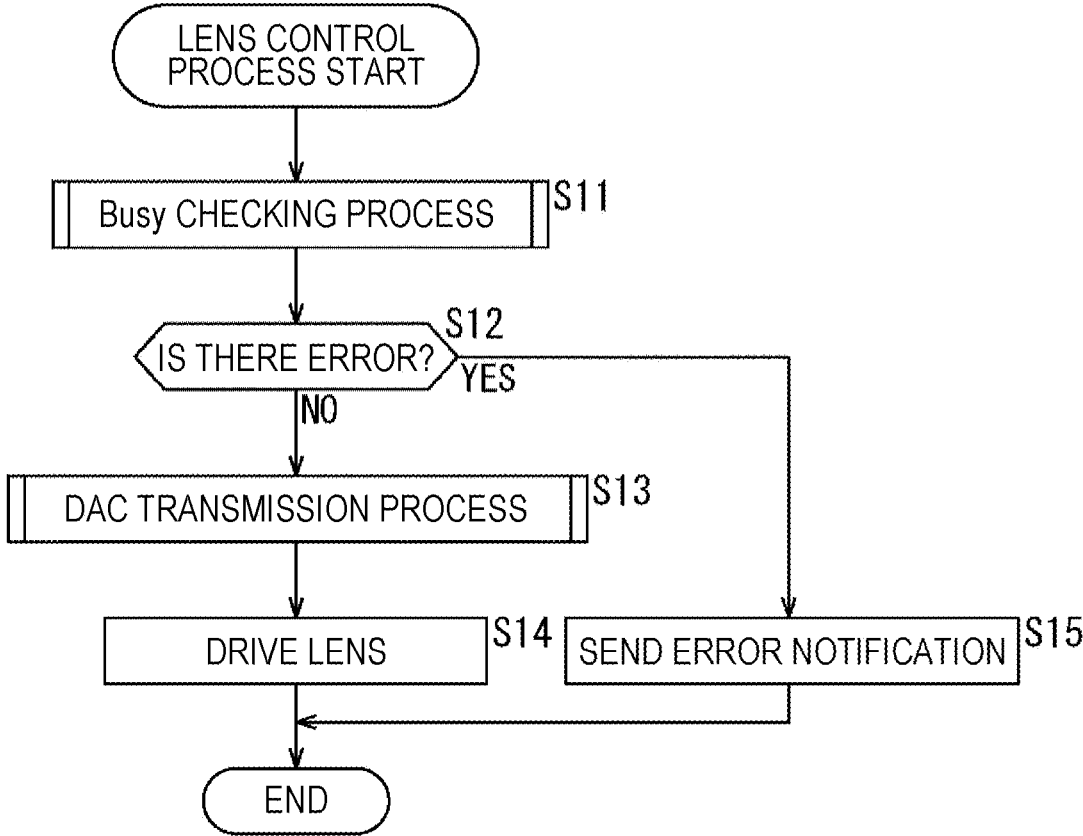 LENS CONTROL
PROCESS START
Busy CHECKING PROCESS
S11
IS THERE ERROR?
S12
YES
NO
DAC TRANSMISSION PROCESS
S13
DRIVE LENS
S14
SEND ERROR NOTIFICATION
S15
END